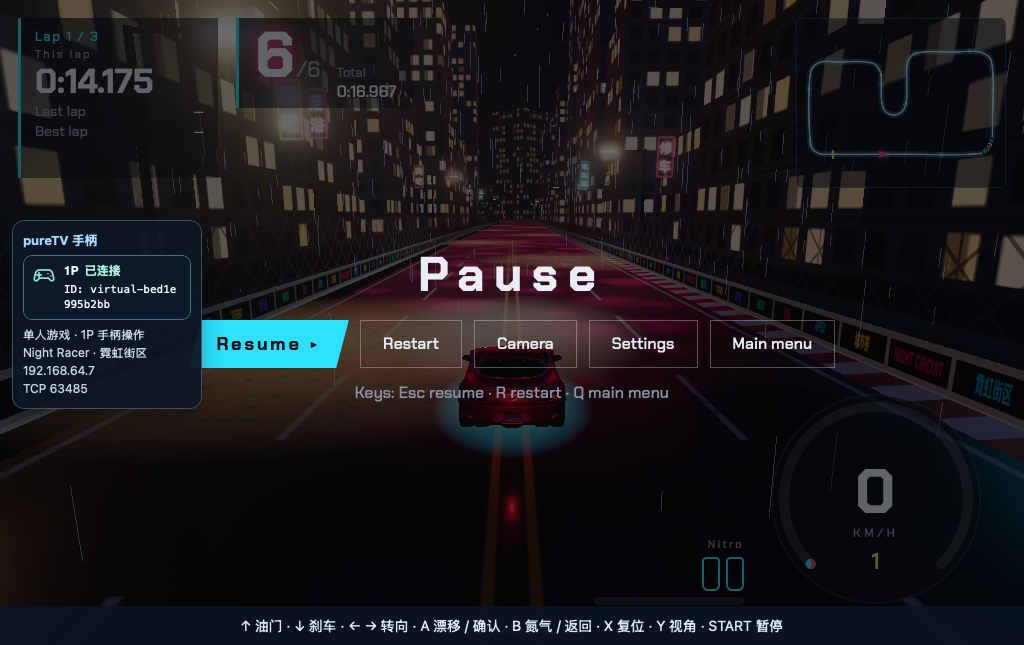 Lap 1 / 3
This lap
0:14.175
Last lap
Best lap
6/6
Total
0:16.967
修车
pureTV 手柄
1P 已连接
ID: virtual-bed1e
995b2bb
单人游戏 · 1P 手柄操作
Night Racer · 霓虹街区
192.168.64.7
TCP 63485
Pause
Resume ▸
Restart
Camera
Settings
Main menu
Keys: Esc resume · R restart · Q main menu
NIGHT CIRCUIT
霓虹街区
0
KM/H
1
Nitro
↑ 油门 · ↓ 刹车 · ← → 转向 · A 漂移 / 确认 · B 氮气 / 返回 · X 复位 · Y 视角 · START 暂停